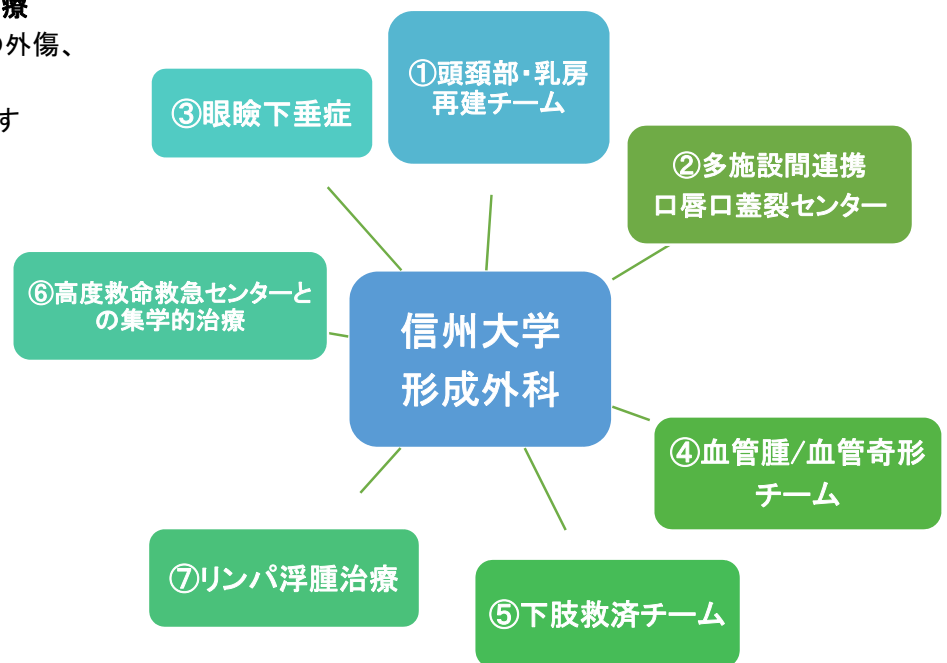 療
の外傷、
す
①頭頚部・乳房
再建チーム
③眼瞼下垂症
②多施設間連携
口唇口蓋裂センター
⑥高度救命救急センターと
の集学的治療
信州大学
形成外科
④血管腫/血管奇形
チーム
⑦リンパ浮腫治療
⑤下肢救済チーム